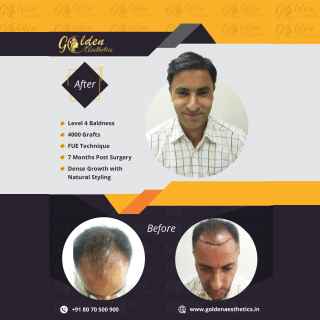 Golden
Aesthetics
After
Level 4 Baldness
4000 Grafts
FUE Technique
7 Months Post Surgery
Dense Growth with
Natural Styling
Before
+91 80 70 500 900
www.goldenaesthetics.in